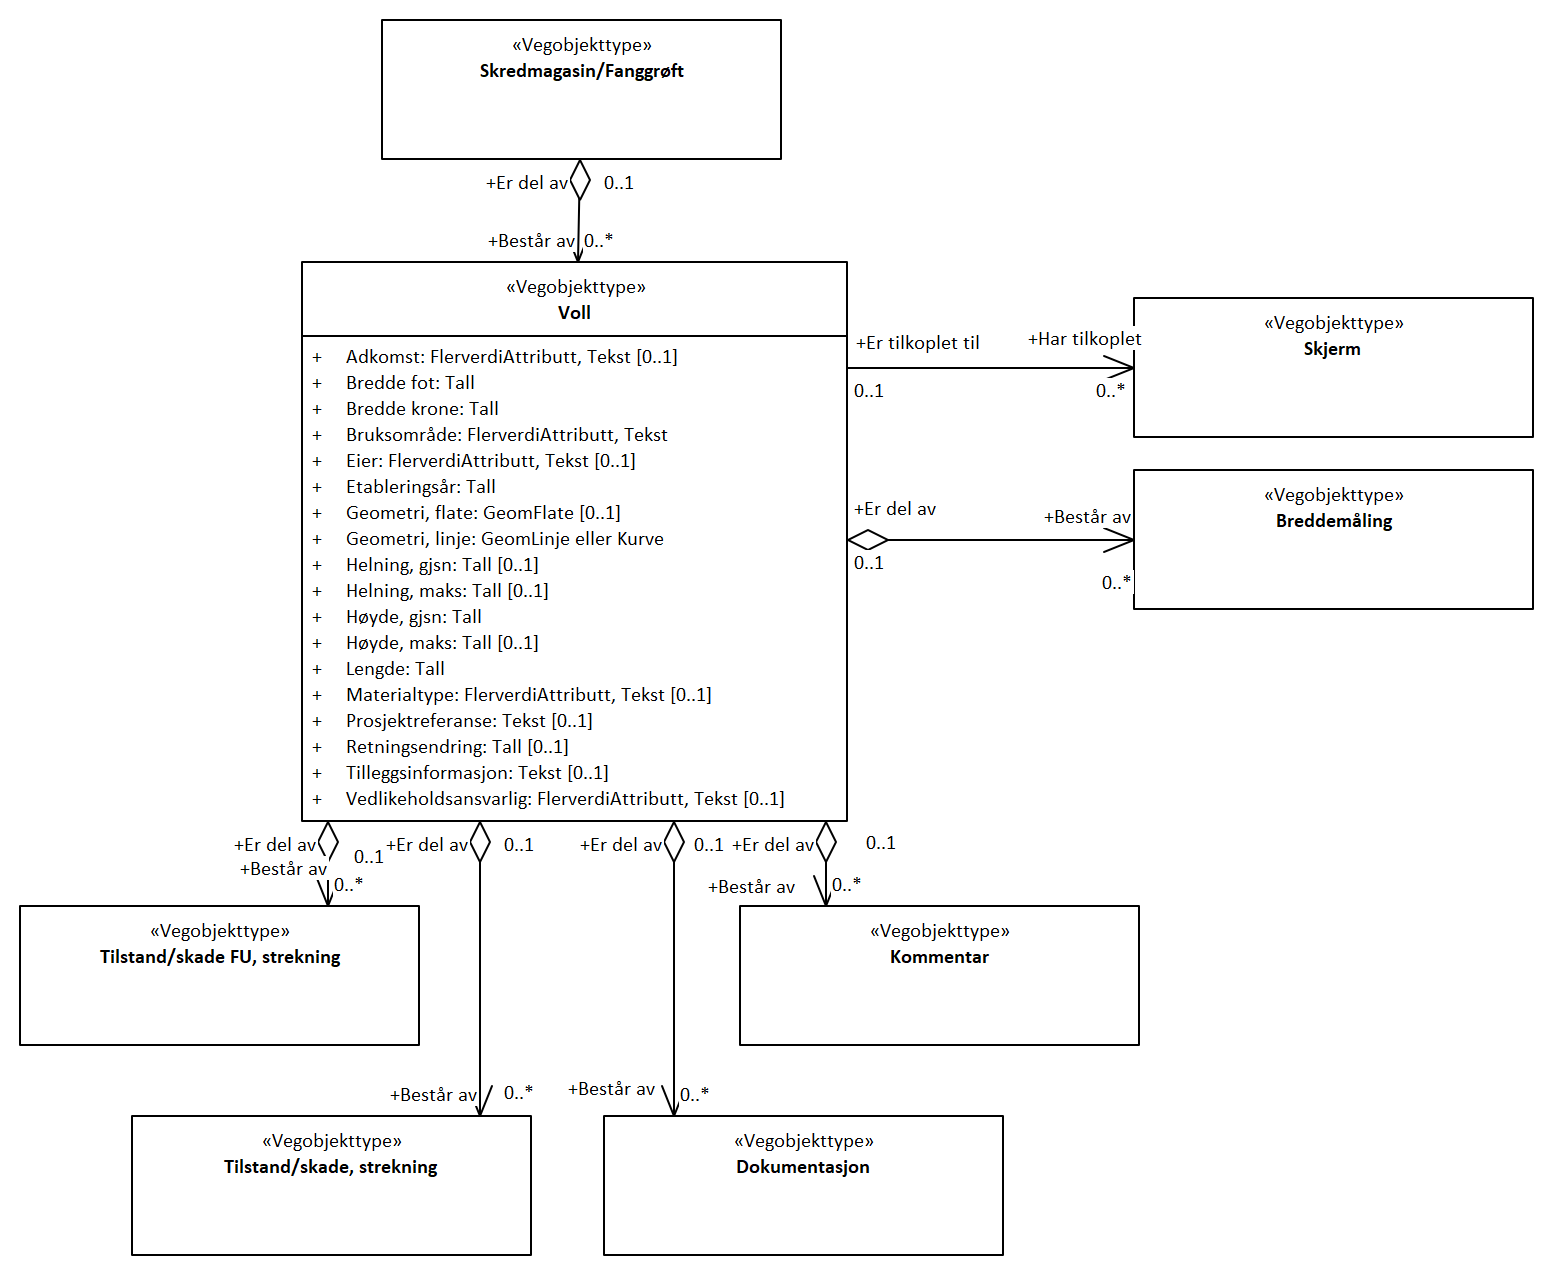 «Vegobjekttype»
Skredmagasin/Fanggrøft
+Er del av
0..1
+Består av
0..*
«Vegobjekttype»
Voll
+ Adkomst: FlerverdiAttributt, Tekst [0..1]
+ Bredde fot: Tall
+ Bredde krone: Tall
+ Bruksområde: FlerverdiAttributt, Tekst
+ Eier: FlerverdiAttributt, Tekst [0..1]
+ Etableringsår: Tall
+ Geometri, flate: GeomFlate [0..1]
+ Geometri, linje: GeomLinje eller Kurve
+ Helning, gjsn: Tall [0..1]
+ Helning, maks: Tall [0..1]
+ Høyde, gjsn: Tall
+ Høyde, maks: Tall [0..1]
+ Lengde: Tall
+ Materialtype: FlerverdiAttributt, Tekst [0..1]
+ Prosjektreferanse: Tekst [0..1]
+ Retningsendring: Tall [0..1]
+ Tilleggsinformasjon: Tekst [0..1]
+ Vedlikeholdsansvarlig: FlerverdiAttributt, Tekst [0..1]
+Er tilkoplet til
+Har tilkoplet
0..1
0..*
«Vegobjekttype»
Skjerm
+Er del av
+Består av
0..1
0..*
«Vegobjekttype»
Breddemåling
+Er del av
0..1
+Består av
0..*
«Vegobjekttype»
Tilstand/skade FU, strekning
+Er del av
0..1
+Består av
0..*
«Vegobjekttype»
Tilstand/skade, strekning
+Er del av
0..1
+Består av
0..*
«Vegobjekttype»
Dokumentasjon
+Er del av
0..1
+Består av
0..*
«Vegobjekttype»
Kommentar